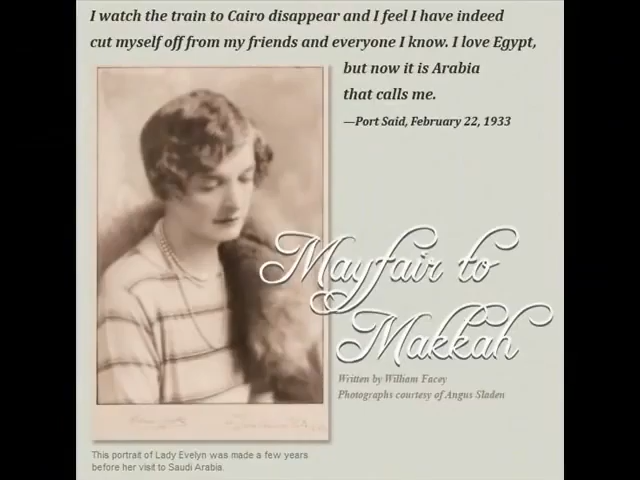 I watch the train to Cairo disappear and I feel I have indeed
cut myself off from my friends and everyone I know. I love Egypt,
but now it is Arabia
that calls me.
—Port Said, February 22, 1933
Mayfair to
Makkah
Written by William Facey
Photographs courtesy of Angus Sladen
This portrait of Lady Evelyn was made a few years
before her visit to Saudi Arabia.